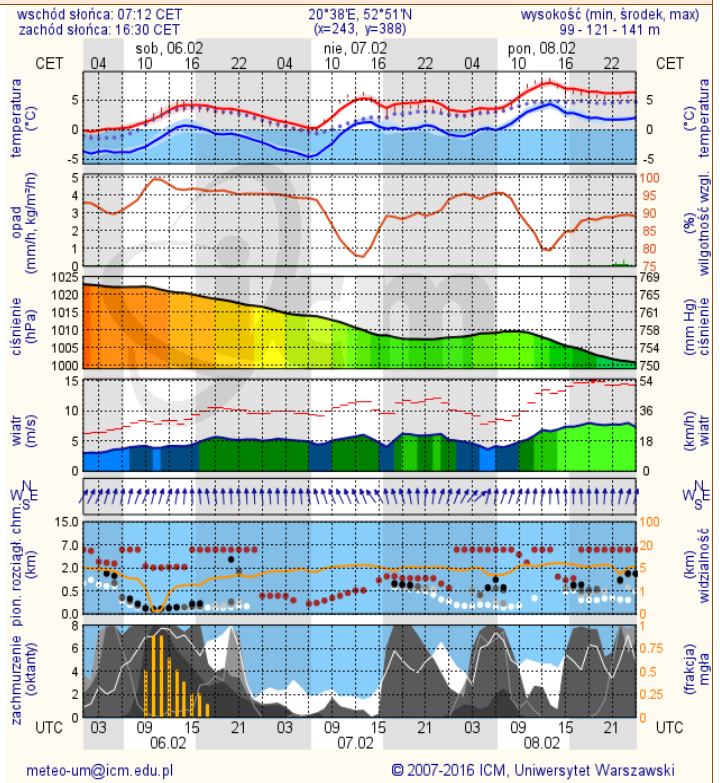 wschód słońca: 07:12 CET 20°38'E, 52°51'N wysokość (min, środek, max)
zachód słońca: 16:30 CET (x=243, y=388) 99 - 121 - 141 m
sob, 06.02 nie, 07.02 pon, 08.02
CET 04 10 16 22 04 10 16 22 04 10 16 22 CET
temperatura (°C) 5 0 -5 5 0 -5 (°C) temperatura
opad (mm/h, kg/m²/h) 5 4 3 2 1 0 100 95 90 85 80 75 (%) wilgotność wzgl.
ciśnienie (hPa) 1025 1020 1015 1010 1005 1000 769 765 761 758 754 750 (mm Hg) ciśnienie
icm
wiatr (m/s) 15 10 5 0 54 36 18 0 (km/h) wiatr
N W E S N W E S
pion. rozciągł. chm. (km) 15.0 7.0 2.0 0.5 0.0 100 20 5 1 0 (km) widzialność
zachmurzenie (oktanty) 8 6 4 2 0 1 0.75 0.5 0.25 0 (frakcja) mgła
UTC 03 09 15 21 03 09 15 21 03 09 15 21 UTC
06.02 07.02 08.02
meteo-um@icm.edu.pl © 2007-2016 ICM, Uniwersytet Warszawski